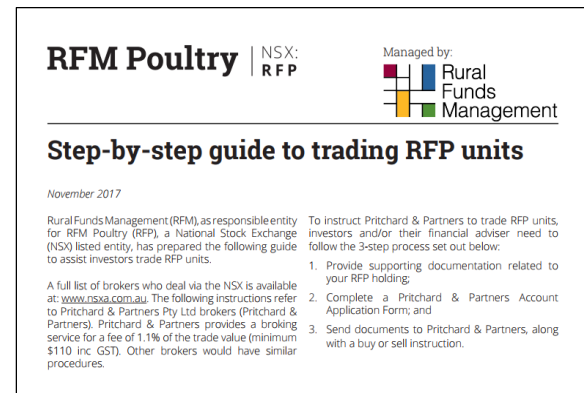 RFM Poultry | NSX:
RFP
Managed by:
Rural
Funds
Management
Step-by-step guide to trading RFP units
November 2017
Rural Funds Management (RFM), as responsible entity
for RFM Poultry (RFP), a National Stock Exchange
(NSX) listed entity, has prepared the following guide
to assist investors trade RFP units.
A full list of brokers who deal via the NSX is available
at: www.nsxa.com.au. The following instructions refer
to Pritchard & Partners Pty Ltd brokers (Pritchard &
Partners). Pritchard & Partners provides a broking
service for a fee of 1.1% of the trade value (minimum
$110 inc GST). Other brokers would have similar
procedures.
To instruct Pritchard & Partners to trade RFP units,
investors and/or their financial adviser need to
follow the 3-step process set out below:
1. Provide supporting documentation related to
your RFP holding;
2. Complete a Pritchard & Partners Account
Application Form; and
3. Send documents to Pritchard & Partners, along
with a buy or sell instruction.